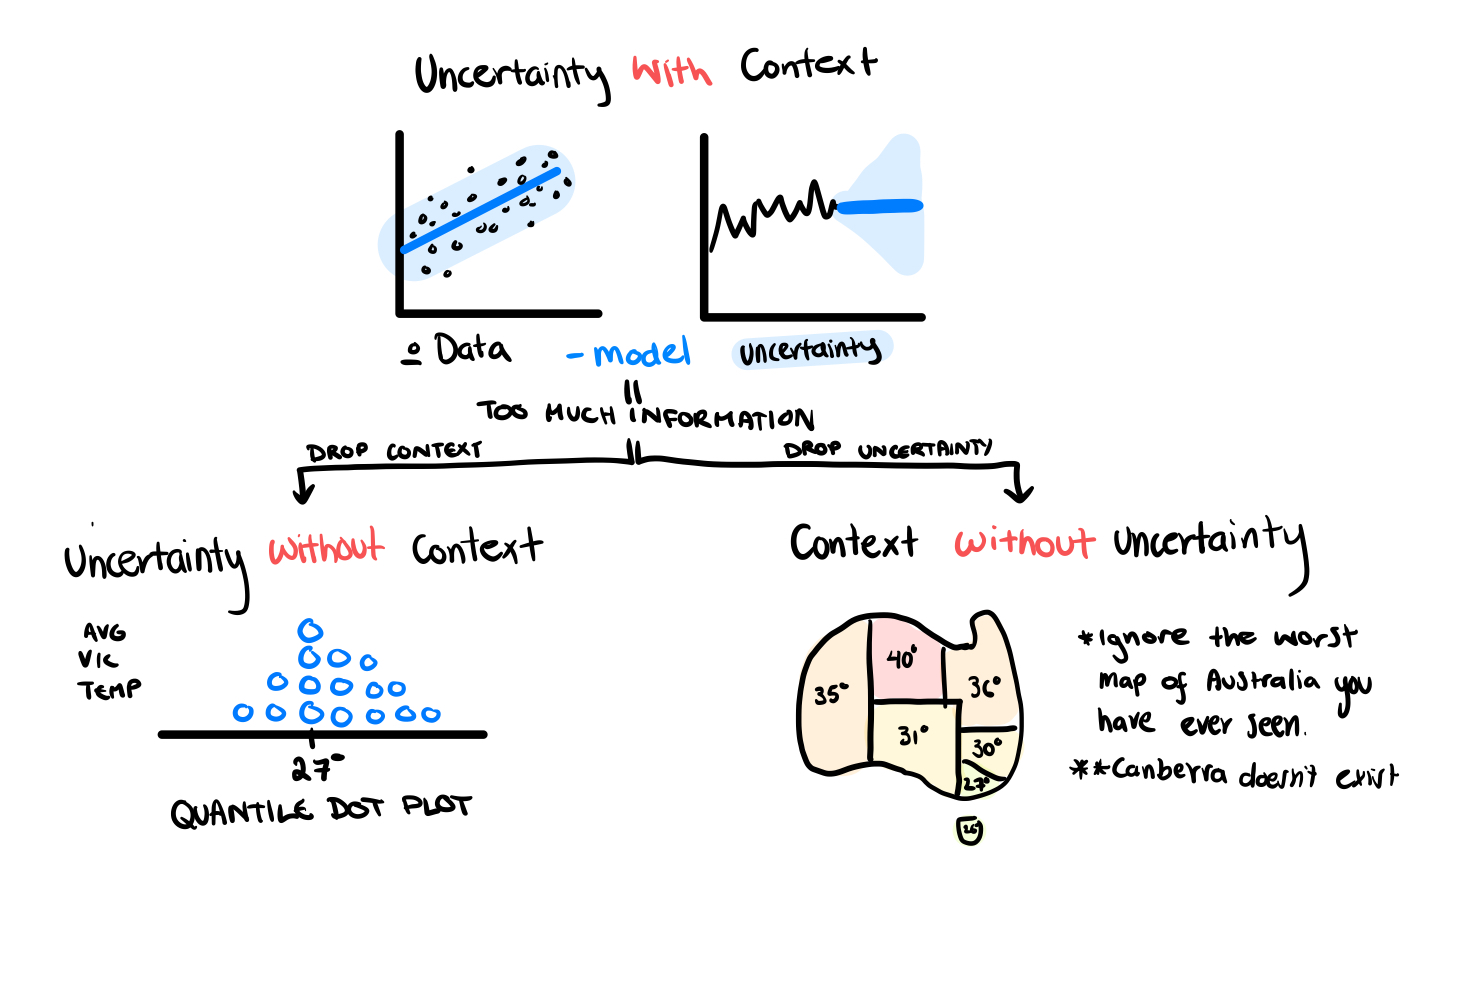 Uncertainty with Context
Data
- model
uncertainty
TOO MUCH INFORMATION
DROP CONTEXT
DROP UNCERTAINTY
Uncertainty without Context
AVG
VIC
TEMP
27°
QUANTILE DOT PLOT
Context without Uncertainty
40°
35°
36°
31°
30°
27°
26°
*Ignore the worst
map of Australia you
have ever seen.
**Canberra doesn't exist